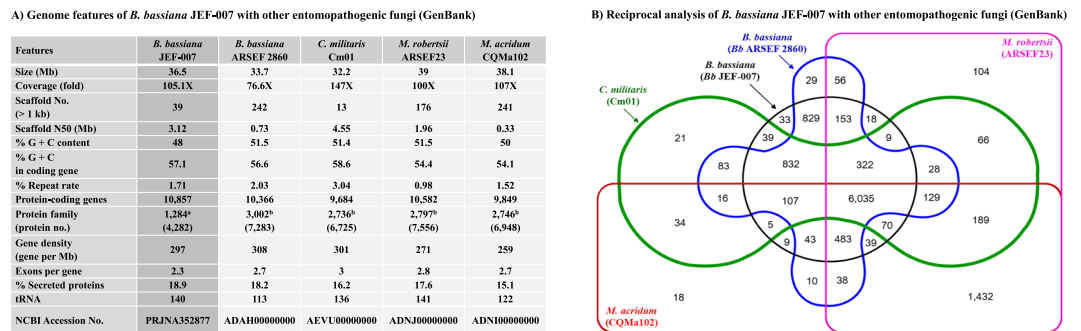 A) Genome features of B. bassiana JEF-007 with other entomopathogenic fungi (GenBank)
Features B. bassiana JEF-007 B. bassiana ARSEF 2860 C. militaris Cm01 M. robertsii ARSEF23 M. acridum CQMa102
Size (Mb) 36.5 33.7 32.2 39 38.1
Coverage (fold) 105.1X 76.6X 147X 100X 107X
Scaffold No. (> 1 kb) 39 242 13 176 241
Scaffold N50 (Mb) 3.12 0.73 4.55 1.96 0.33
% G + C content 48 51.5 51.4 51.5 50
% G + C in coding gene 57.1 56.6 58.6 54.4 54.1
% Repeat rate 1.71 2.03 3.04 0.98 1.52
Protein-coding genes 10,857 10,366 9,684 10,582 9,849
Protein family (protein no.) 1,284a (4,282) 3,002b (7,283) 2,736b (6,725) 2,797b (7,556) 2,746b (6,948)
Gene density (gene per Mb) 297 308 301 271 259
Exons per gene 2.3 2.7 3 2.8 2.7
% Secreted proteins 18.9 18.2 16.2 17.6 15.1
tRNA 140 113 136 141 122
NCBI Accession No. PRJNA352877 ADAH00000000 AEVU00000000 ADNJ00000000 ADNI00000000
B) Reciprocal analysis of B. bassiana JEF-007 with other entomopathogenic fungi (GenBank)
B. bassiana
(Bb ARSEF 2860)
M. robertsii
(ARSEF23)
B. bassiana
(Bb JEF-007)
C. militaris
(Cm01)
29 56 104
33 829 153 18
21 39 9 66
83 832 322 28
16 107 6,035 129
34 5 70 189
9 43 483 39
10 38
18 1,432
M. acridum
(CQMa102)